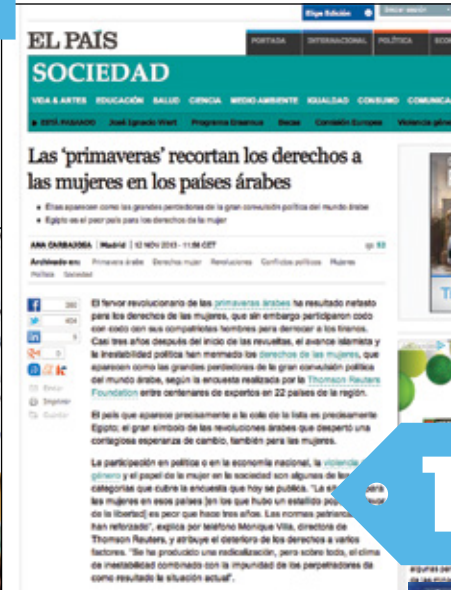 Elige Edición
EL PAÍS
PORTADA INTERNACIONAL POLÍTICA
SOCIEDAD
VIDA & ARTES EDUCACIÓN SALUD CIENCIA MEDIO AMBIENTE IGUALDAD CONSUMO COMUNICA
ESTÁ PASANDO José Ignacio Wert Programa Erasmus Becas Comisión Europea Violencia géne
Las 'primaveras' recortan los derechos a
las mujeres en los países árabes
Ellas aparecen como las grandes perdedoras de la gran convulsión política del mundo árabe
Egipto es el peor país para los derechos de la mujer
ANA CARBAJOSA | Madrid | 12 NOV 2013 - 11:58 CET
Archivado en: Primavera árabe Derechos mujer Revoluciones Conflictos políticos Mujeres
Política Sociedad
El fervor revolucionario de las primaveras árabes ha resultado nefasto
para los derechos de las mujeres, que sin embargo participaron codo
con codo con sus compatriotas hombres para derrocar a los tiranos.
Casi tres años después del inicio de las revueltas, el avance islamista y
la inestabilidad política han mermado los derechos de las mujeres, que
aparecen como las grandes perdedoras de la gran convulsión política
del mundo árabe, según la encuesta realizada por la Thomson Reuters
Foundation entre centenares de expertos en 22 países de la región.
Enviar
Imprimir
Guardar
El país que aparece precisamente a la cola de la lista es precisamente
Egipto; el gran símbolo de las revoluciones árabes que despertó una
contagiosa esperanza de cambio, también para las mujeres.
La participación en política o en la economía nacional, la violencia
género y el papel de la mujer en la sociedad son algunas de las
categorías que cubre la encuesta que hoy se publica. "La para
las mujeres en esos países [en los que hubo un estallido
de la libertad] es peor que hace tres años. Las normas
han reforzado", explica por teléfono Monique Villa, directora de
Thomson Reuters, y atribuye el deterioro de los derechos a varios
factores. "Se ha producido una radicalización, pero sobre todo, el clima
de inestabilidad combinado con la impunidad de los perpetradores da
como resultado la situación actual".